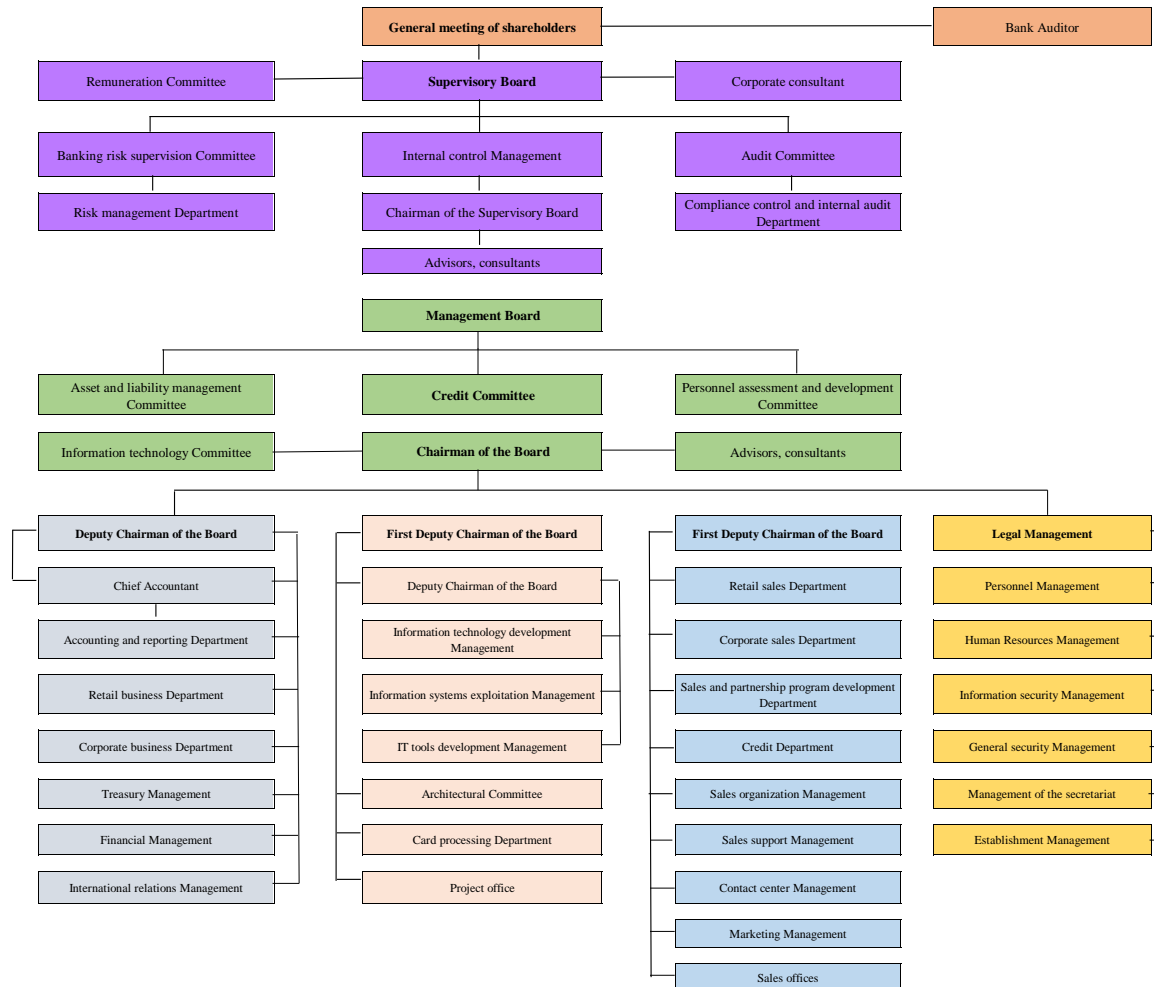 General meeting of shareholders
Bank Auditor
Remuneration Committee
Supervisory Board
Corporate consultant
Banking risk supervision Committee
Internal control Management
Audit Committee
Risk management Department
Chairman of the Supervisory Board
Compliance control and internal audit
Department
Advisors, consultants
Management Board
Asset and liability management
Committee
Credit Committee
Personnel assessment and development
Committee
Information technology Committee
Chairman of the Board
Advisors, consultants
Deputy Chairman of the Board
Chief Accountant
Accounting and reporting Department
Retail business Department
Corporate business Department
Treasury Management
Financial Management
International relations Management
First Deputy Chairman of the Board
Deputy Chairman of the Board
Information technology development
Management
Information systems exploitation Management
IT tools development Management
Architectural Committee
Card processing Department
Project office
First Deputy Chairman of the Board
Retail sales Department
Corporate sales Department
Sales and partnership program development
Department
Credit Department
Sales organization Management
Sales support Management
Contact center Management
Marketing Management
Sales offices
Legal Management
Personnel Management
Human Resources Management
Information security Management
General security Management
Management of the secretariat
Establishment Management